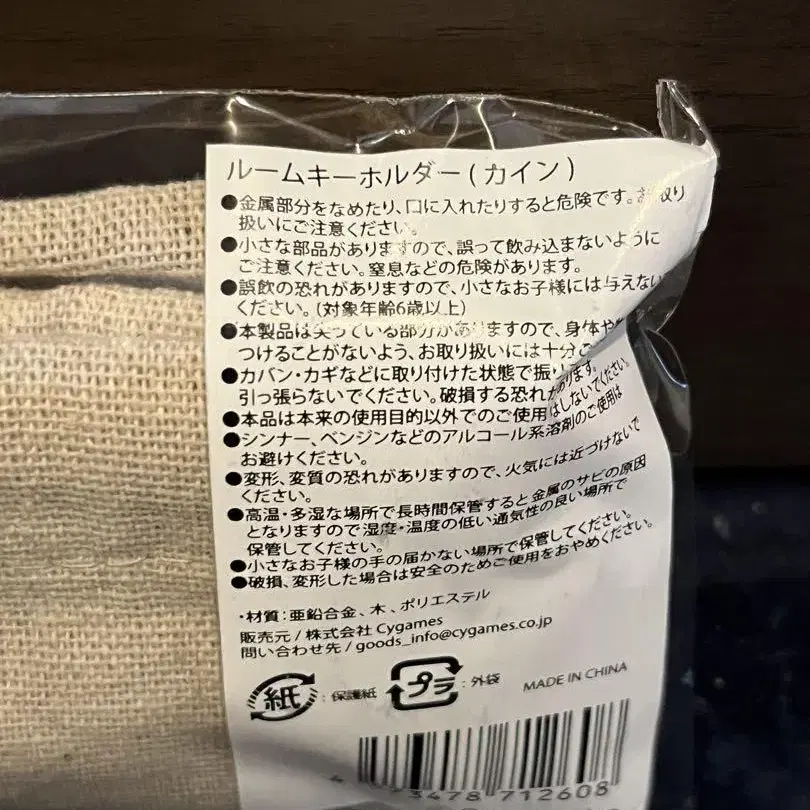 ルームキーホルダー(カイン)
●金属部分をなめたり、口に入れたりすると危険です。お取り
扱いにご注意ください。
●小さな部品がありますので、誤って飲み込まないように
ご注意ください。窒息などの危険があります。
●誤飲の恐れがありますので、小さなお子様には与えない
ください。(対象年齢6歳以上)
●本製品は尖っている部分がありますので、身体や
つけることがないよう、お取り扱いには十分
●カバン・カギなどに取り付けた状態で振り
引っ張らないでください。破損する恐れがあります。
●本品は本来の使用目的以外でのご使用はしないでください。
●シンナー、ベンジンなどのアルコール系溶剤のご使用は
お避けください。
●変形、変質の恐れがありますので、火気には近づけないで
ください。
●高温・多湿な場所で長時間保管すると金属のサビの原因
となりますので湿度・温度の低い通気性の良い場所で
保管してください。
●小さなお子様の手の届かない場所で保管してください。
●破損、変形した場合は安全のためご使用をおやめください。
・材質:亜鉛合金、木、ポリエステル
販売元/株式会社Cygames
問い合わせ先/goods_info@cygames.co.jp
紙:保護紙 プラ:外袋 MADE IN CHINA
73478 712608